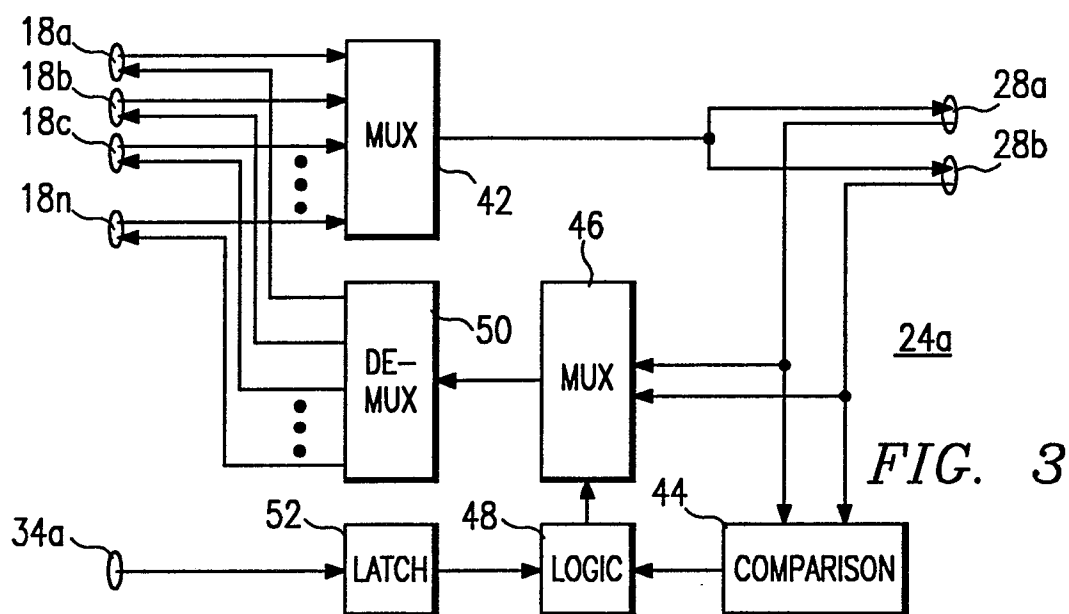 18a
18b
18c
18n
MUX
42
28a
28b
46
50
DE-
MUX
MUX
24a
FIG. 3
34a
52
LATCH
48
LOGIC
44
COMPARISON